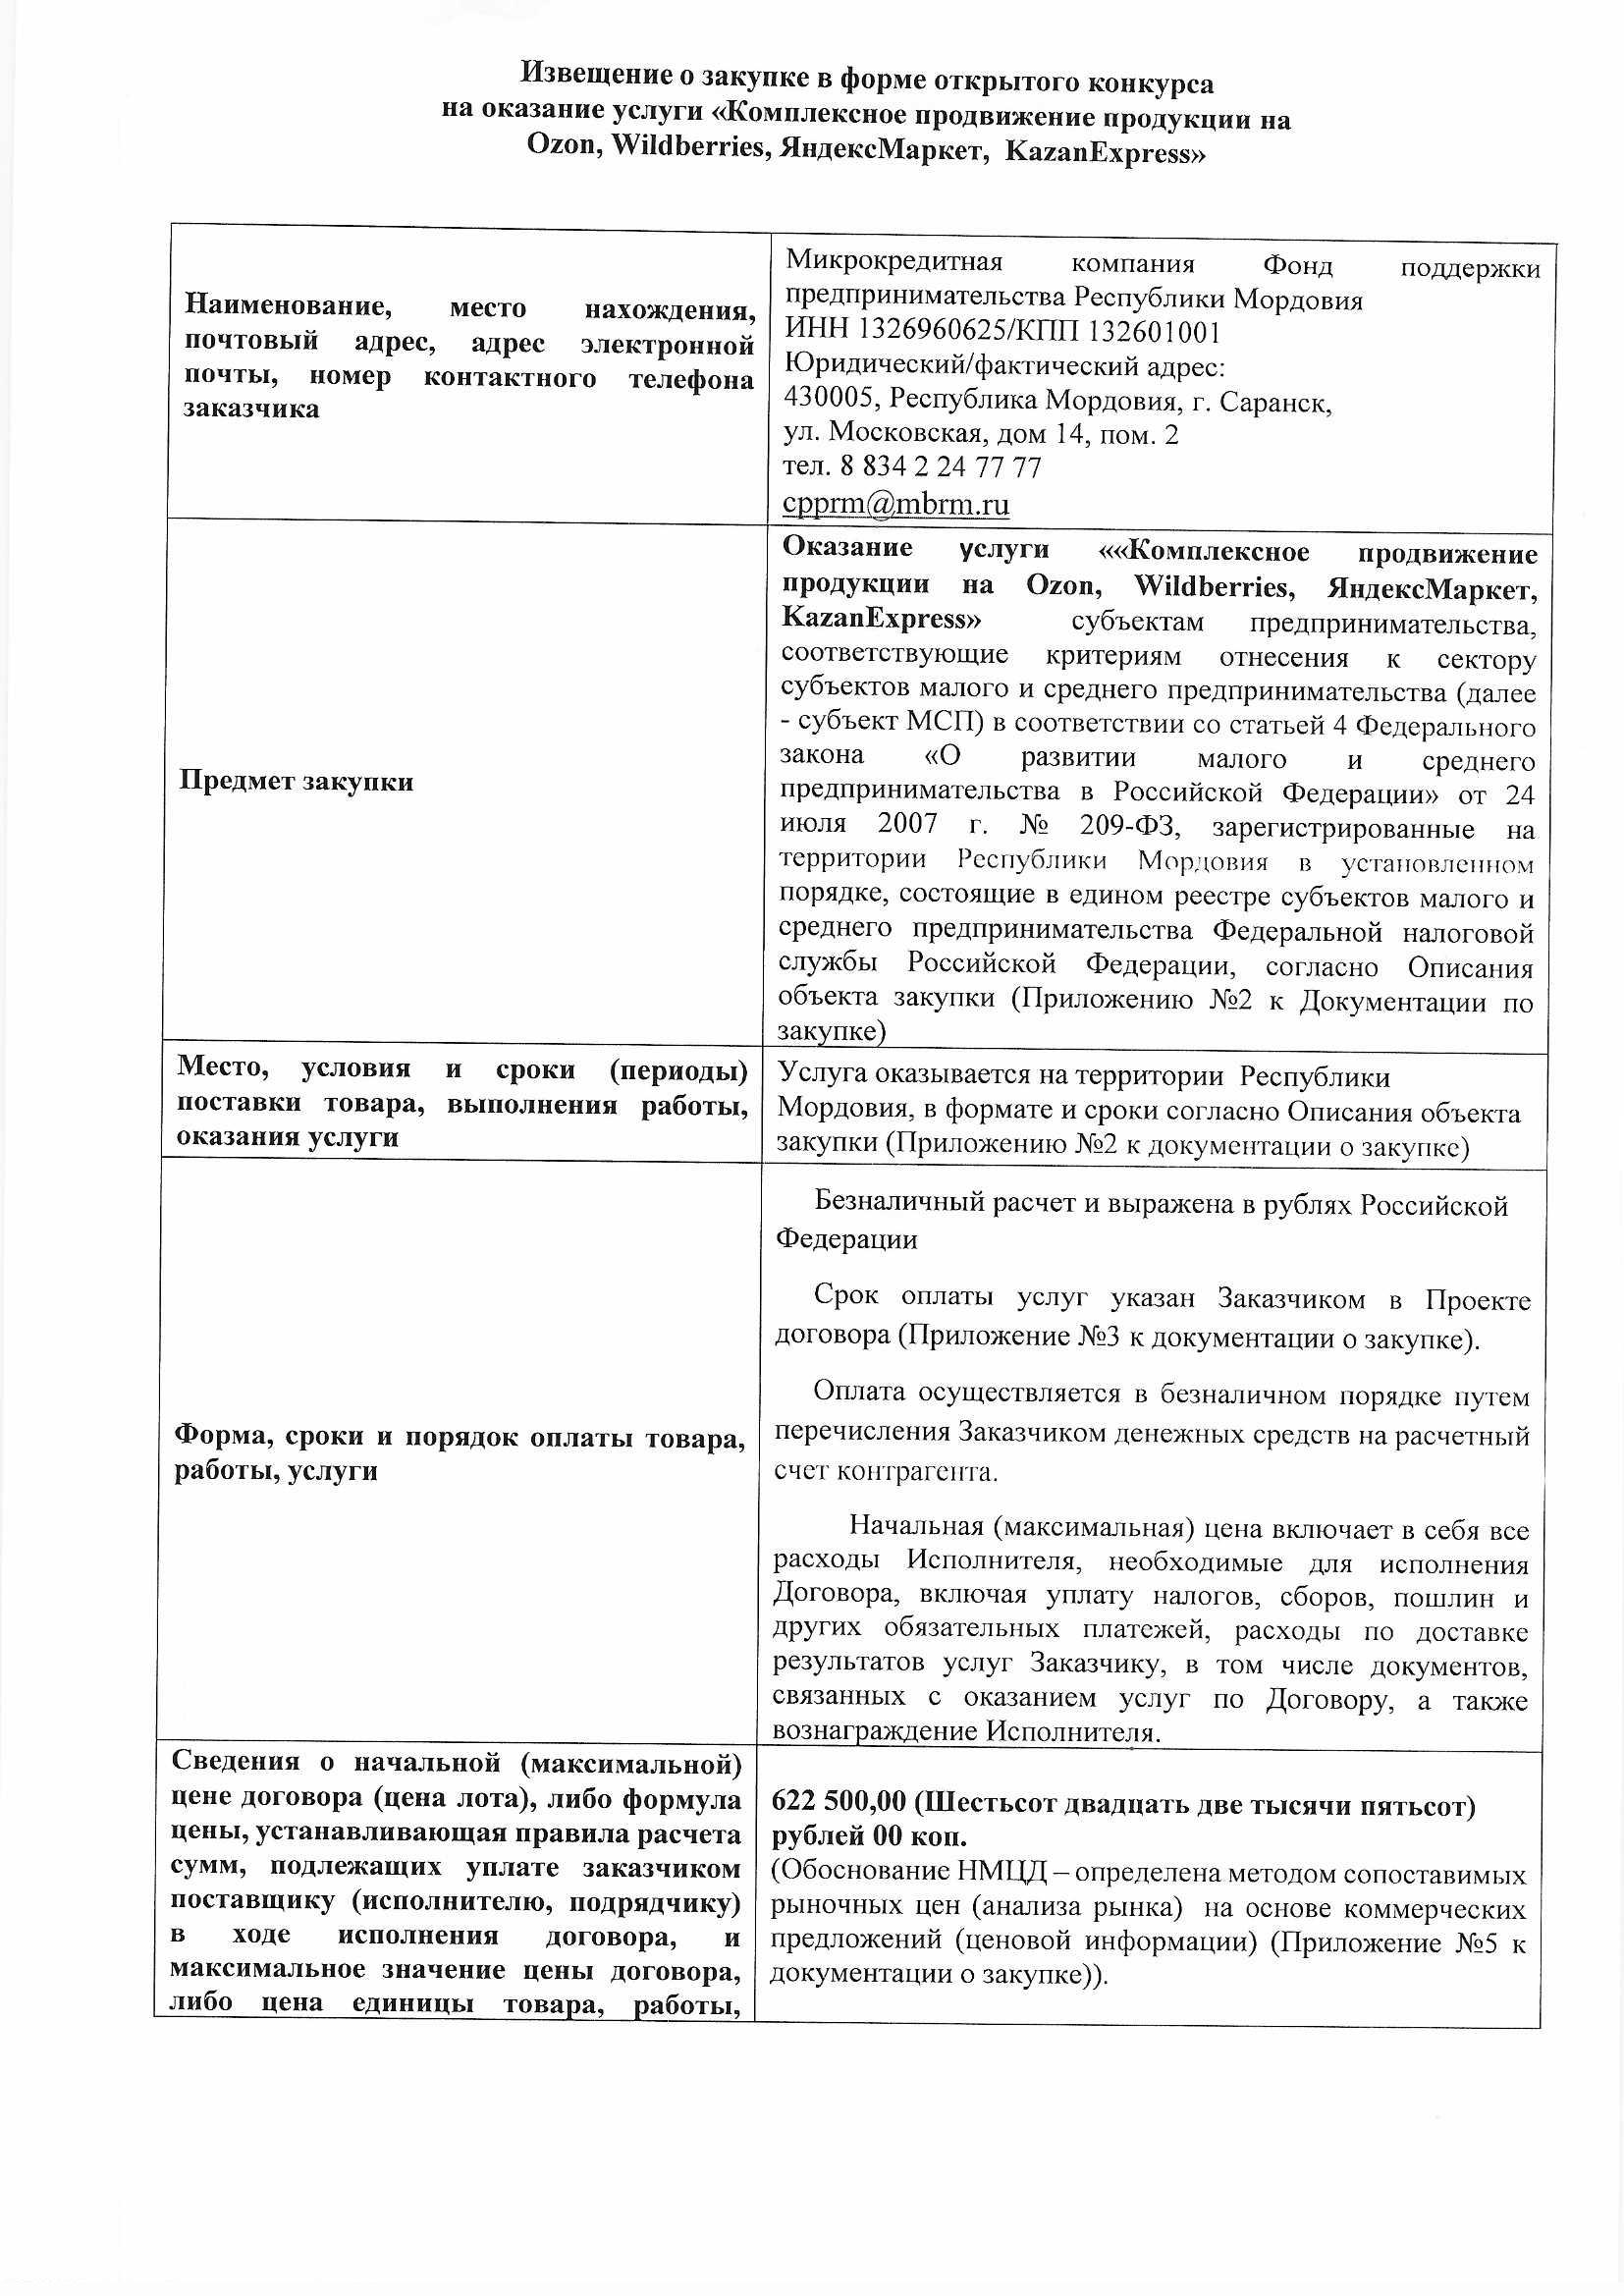 Извещение о закупке в форме открытого конкурса
на оказание услуги «Комплексное продвижение продукции на
Ozon, Wildberries, ЯндексМаркет, KazanExpress»
Наименование, место нахождения,
почтовый адрес, адрес электронной
почты, номер контактного телефона
заказчика
Микрокредитная компания Фонд поддержки
предпринимательства Республики Мордовия
ИНН 1326960625/КПП 132601001
Юридический/фактический адрес:
430005, Республика Мордовия, г. Саранск,
ул. Московская, дом 14, пом. 2
тел. 8 834 2 24 77 77
cpprm@mbrm.ru
Предмет закупки
Оказание услуги ««Комплексное продвижение
продукции на Ozon, Wildberries, ЯндексМаркет,
KazanExpress» субъектам предпринимательства,
соответствующие критериям отнесения к сектору
субъектов малого и среднего предпринимательства (далее
- субъект МСП) в соответствии со статьей 4 Федерального
закона «О развитии малого и среднего
предпринимательства в Российской Федерации» от 24
июля 2007 г. № 209-ФЗ, зарегистрированные на
территории Республики Мордовия в установленном
порядке, состоящие в едином реестре субъектов малого и
среднего предпринимательства Федеральной налоговой
службы Российской Федерации, согласно Описания
объекта закупки (Приложению №2 к Документации по
закупке)
Место, условия и сроки (периоды)
поставки товара, выполнения работы,
оказания услуги
Услуга оказывается на территории Республики
Мордовия, в формате и сроки согласно Описания объекта
закупки (Приложению №2 к документации о закупке)
Форма, сроки и порядок оплаты товара,
работы, услуги
Безналичный расчет и выражена в рублях Российской
Федерации
Срок оплаты услуг указан Заказчиком в Проекте
договора (Приложение №3 к документации о закупке).
Оплата осуществляется в безналичном порядке путем
перечисления Заказчиком денежных средств на расчетный
счет контрагента.
Начальная (максимальная) цена включает в себя все
расходы Исполнителя, необходимые для исполнения
Договора, включая уплату налогов, сборов, пошлин и
других обязательных платежей, расходы по доставке
результатов услуг Заказчику, в том числе документов,
связанных с оказанием услуг по Договору, а также
вознаграждение Исполнителя.
Сведения о начальной (максимальной)
цене договора (цена лота), либо формула
цены, устанавливающая правила расчета
сумм, подлежащих уплате заказчиком
поставщику (исполнителю, подрядчику)
в ходе исполнения договора, и
максимальное значение цены договора,
либо цена единицы товара, работы,
622 500,00 (Шестьсот двадцать две тысячи пятьсот)
рублей 00 коп.
(Обоснование НМЦД – определена методом сопоставимых
рыночных цен (анализа рынка) на основе коммерческих
предложений (ценовой информации) (Приложение №5 к
документации о закупке)).